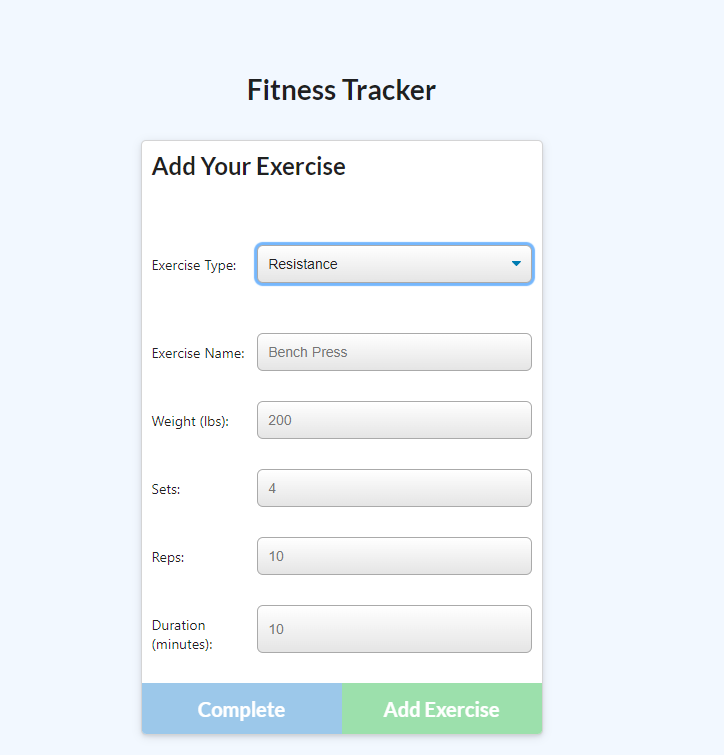 Fitness Tracker
Add Your Exercise
Exercise Type: Resistance
Exercise Name: Bench Press
Weight (lbs): 200
Sets: 4
Reps: 10
Duration
(minutes): 10
Complete Add Exercise